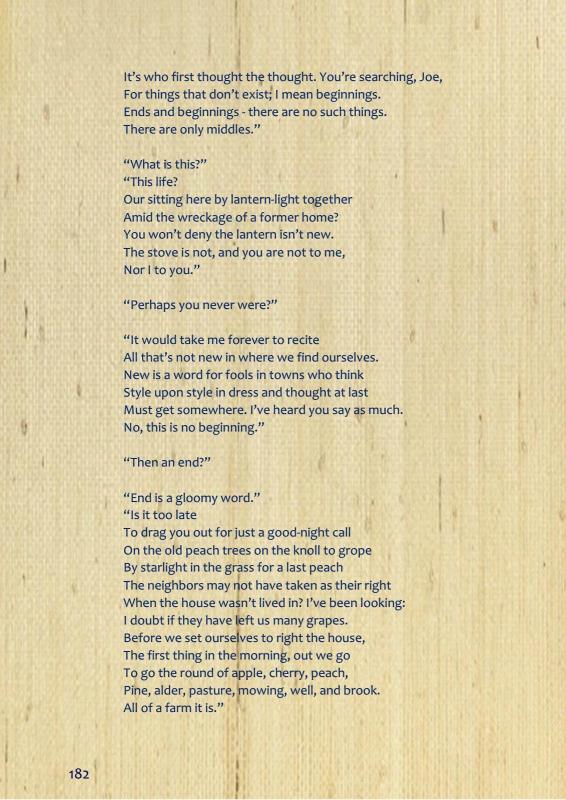 It’s who first thought the thought. You’re searching, Joe,
For things that don’t exist; I mean beginnings.
Ends and beginnings - there are no such things.
There are only middles.”
“What is this?”
“This life?
Our sitting here by lantern-light together
Amid the wreckage of a former home?
You won’t deny the lantern isn’t new.
The stove is not, and you are not to me,
Nor I to you.”
“Perhaps you never were?”
“It would take me forever to recite
All that’s not new in where we find ourselves.
New is a word for fools in towns who think
Style upon style in dress and thought at last
Must get somewhere. I’ve heard you say as much.
No, this is no beginning.”
“Then an end?”
“End is a gloomy word.”
“Is it too late
To drag you out for just a good-night call
On the old peach trees on the knoll to grope
By starlight in the grass for a last peach
The neighbors may not have taken as their right
When the house wasn’t lived in? I’ve been looking:
I doubt if they have left us many grapes.
Before we set ourselves to right the house,
The first thing in the morning, out we go
To go the round of apple, cherry, peach,
Pine, alder, pasture, mowing, well, and brook.
All of a farm it is.”
182